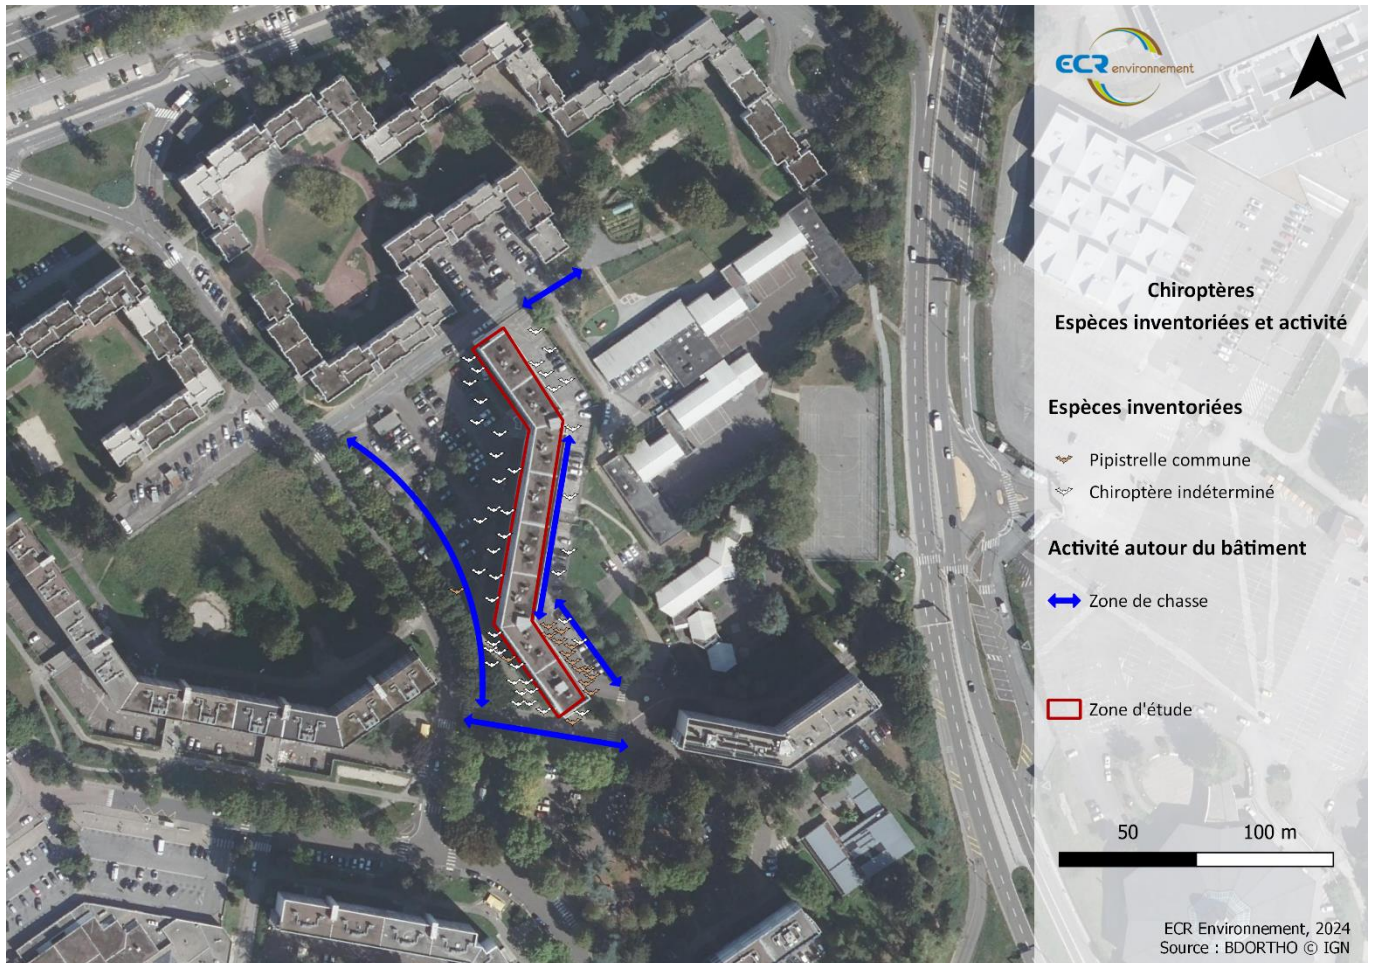 ECR environnement
Chiroptères
Espèces inventoriées et activité
Espèces inventoriées
Pipistrelle commune
Chiroptère indéterminé
Activité autour du bâtiment
Zone de chasse
Zone d'étude
50 100 m
ECR Environnement, 2024
Source : BDORTHO © IGN